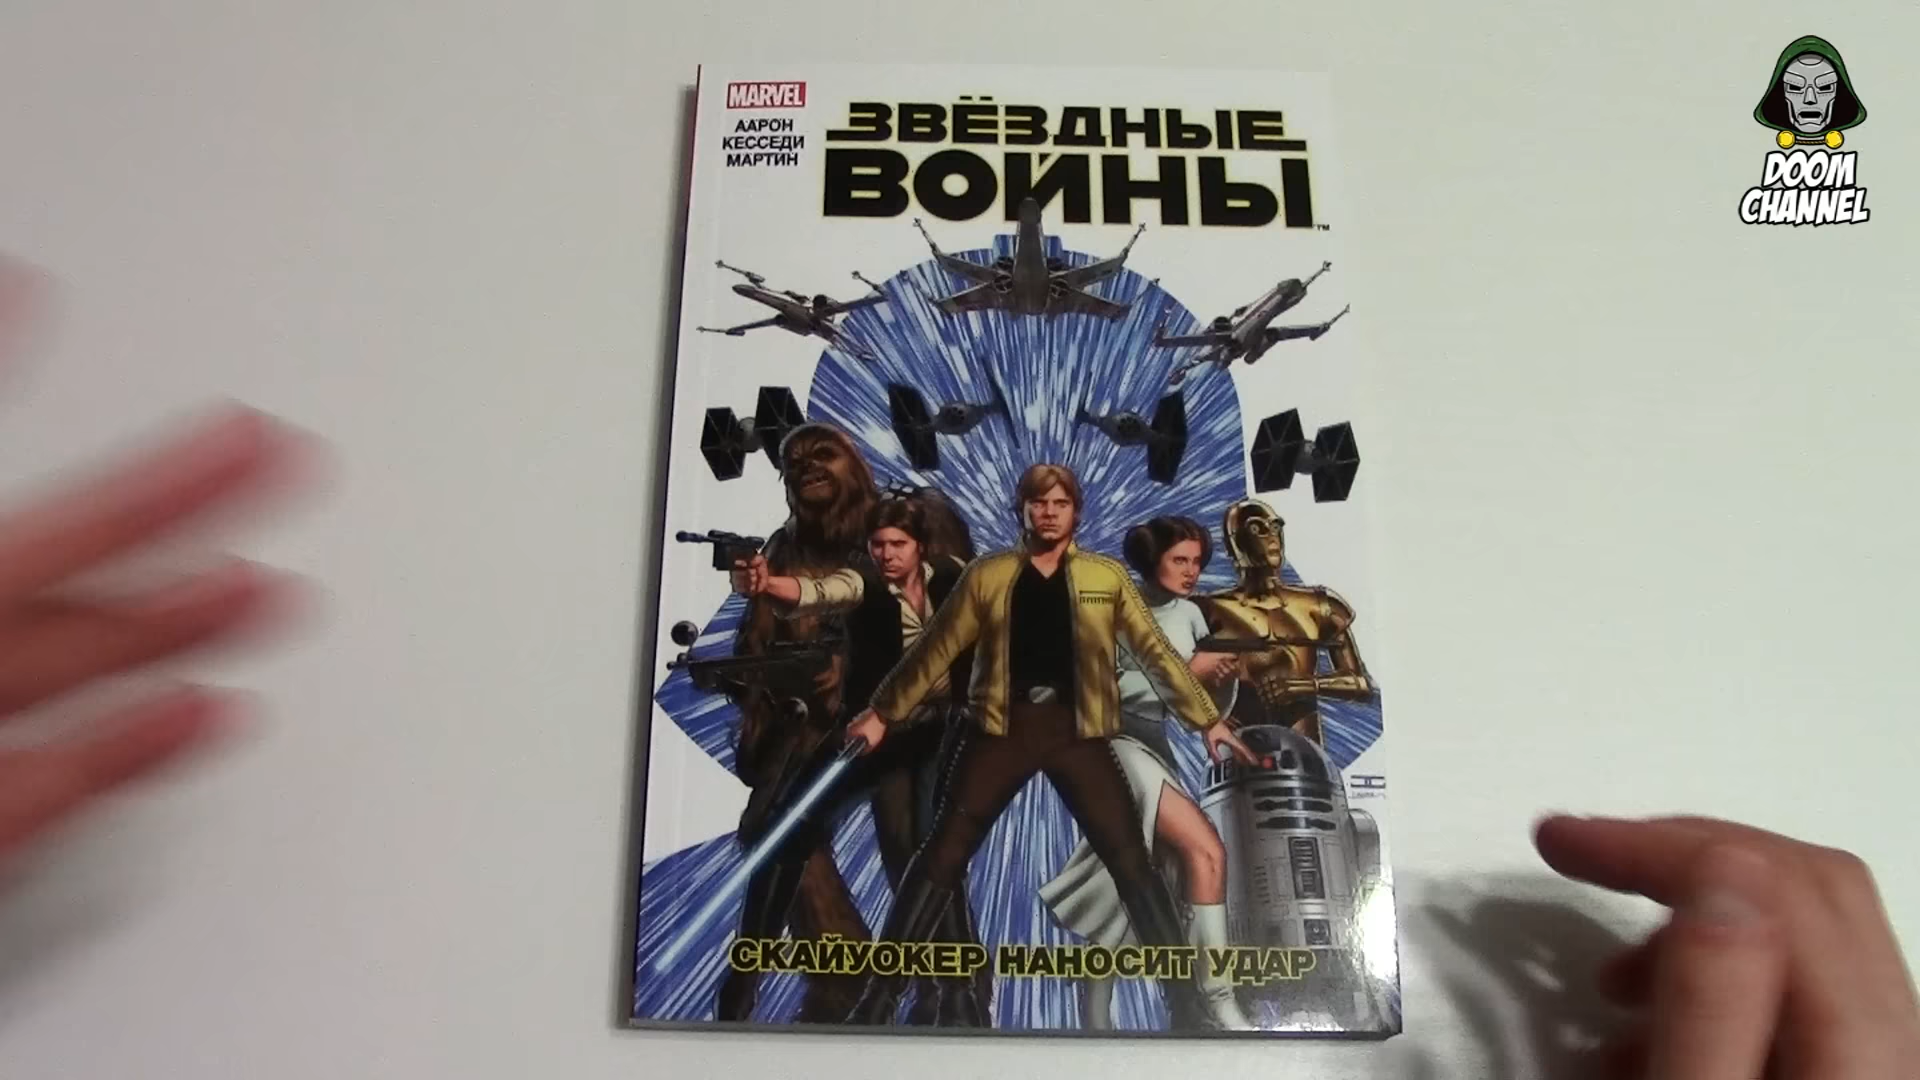 MARVEL
ААРОН
КЕССЕДИ
МАРТИН
ЗВЁЗДНЫЕ
ВОЙНЫ
TM
СКАЙУОКЕР НАНОСИТ УДАР
DOOM
CHANNEL